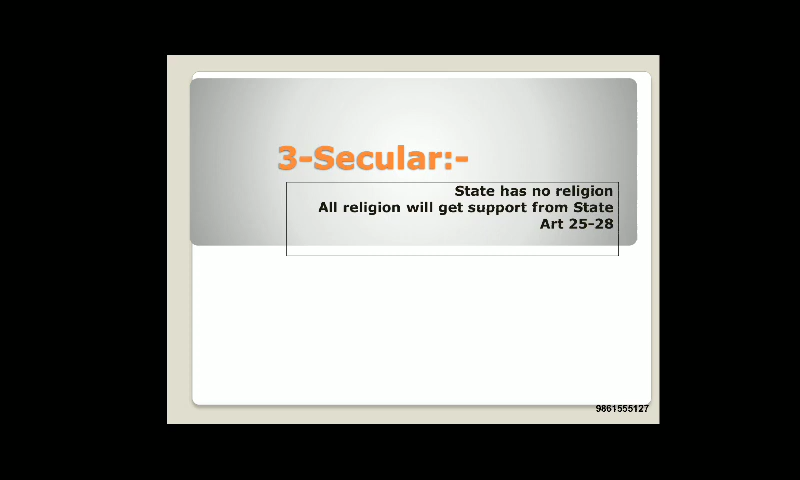 3-Secular:-
State has no religion
All religion will get support from State
Art 25-28
9861555127